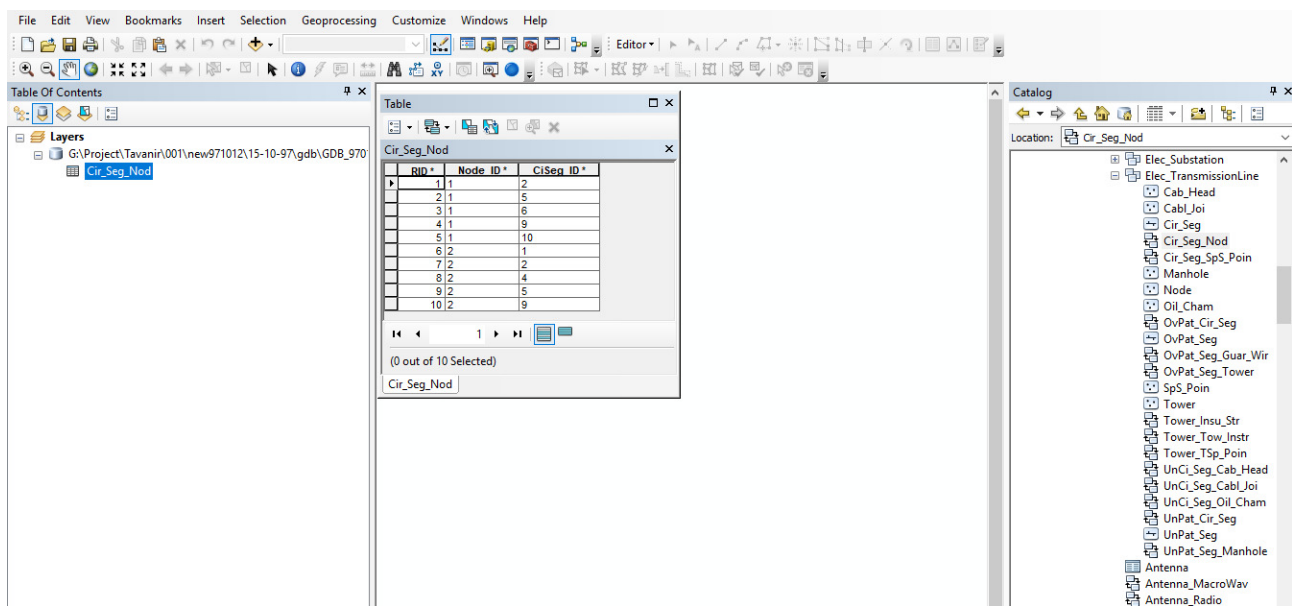 File Edit View Bookmarks Insert Selection Geoprocessing Customize Windows Help
Editor
Table Of Contents
Layers
G:\Project\Tavanir\001\new971012\15-10-97\gdb\GDB_970
Cir_Seg_Nod
Table
Cir_Seg_Nod
RID * Node_ID * CiSeg_ID *
1 1 2
2 1 5
3 1 6
4 1 9
5 1 10
6 2 1
7 2 2
8 2 4
9 2 5
10 2 9
1
(0 out of 10 Selected)
Cir_Seg_Nod
Catalog
Location: Cir_Seg_Nod
Elec_Substation
Elec_TransmissionLine
Cab_Head
Cabl_Joi
Cir_Seg
Cir_Seg_Nod
Cir_Seg_SpS_Poin
Manhole
Node
Oil_Cham
OvPat_Cir_Seg
OvPat_Seg
OvPat_Seg_Guar_Wir
OvPat_Seg_Tower
SpS_Poin
Tower
Tower_Insu_Str
Tower_Tow_Instr
Tower_TSp_Poin
UnCi_Seg_Cab_Head
UnCi_Seg_Cabl_Joi
UnCi_Seg_Oil_Cham
UnPat_Cir_Seg
UnPat_Seg
UnPat_Seg_Manhole
Antenna
Antenna_MacroWav
Antenna_Radio